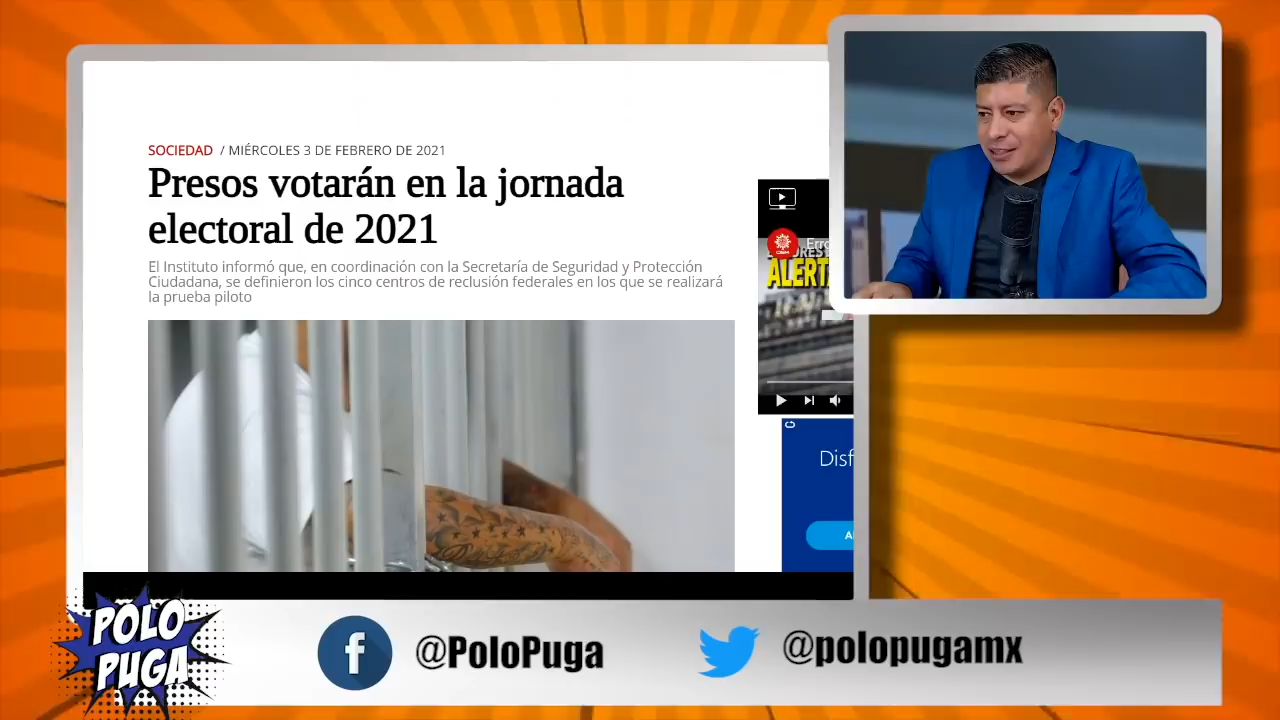 SOCIEDAD / MIÉRCOLES 3 DE FEBRERO DE 2021
Presos votarán en la jornada
electoral de 2021
El Instituto informó que, en coordinación con la Secretaría de Seguridad y Protección
Ciudadana, se definieron los cinco centros de reclusión federales en los que se realizará
la prueba piloto
Erro
ALERTA
Disf
POLO
PUGA
@PoloPuga
@polopugamx